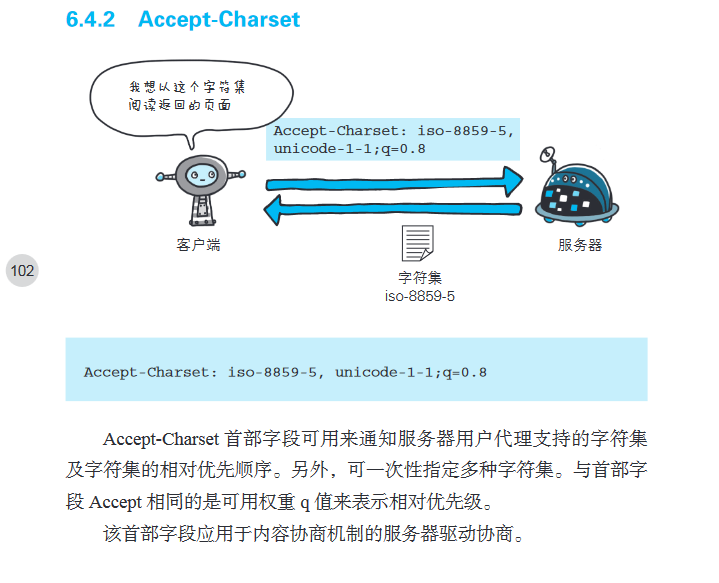 6.4.2 Accept-Charset
我想以这个字符集
阅读返回的页面
Accept-Charset: iso-8859-5,
unicode-1-1;q=0.8
客户端
服务器
102
字符集
iso-8859-5
Accept-Charset: iso-8859-5, unicode-1-1;q=0.8
Accept-Charset 首部字段可用来通知服务器用户代理支持的字符集
及字符集的相对优先顺序。另外，可一次性指定多种字符集。与首部字
段 Accept 相同的是可用权重 q 值来表示相对优先级。
该首部字段应用于内容协商机制的服务器驱动协商。